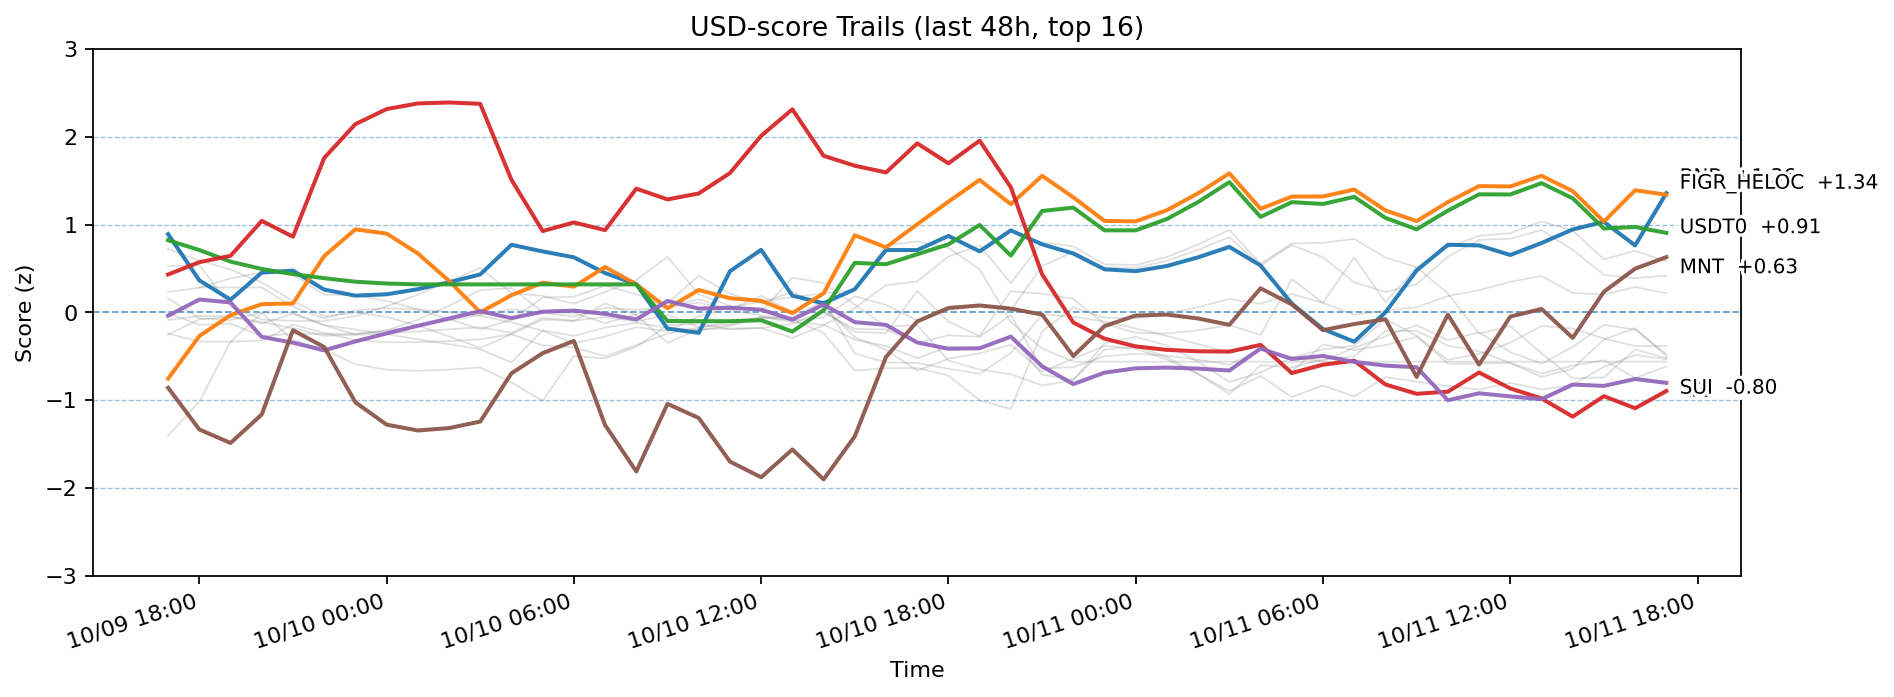 USD-score Trails (last 48h, top 16)
3
2
1
0
−1
−2
−3
Score (z)
FIGR_HELOC +1.34
USDT0 +0.91
MNT +0.63
SUI -0.80
10/09 18:00
10/10 00:00
10/10 06:00
10/10 12:00
10/10 18:00
10/11 00:00
10/11 06:00
10/11 12:00
10/11 18:00
Time